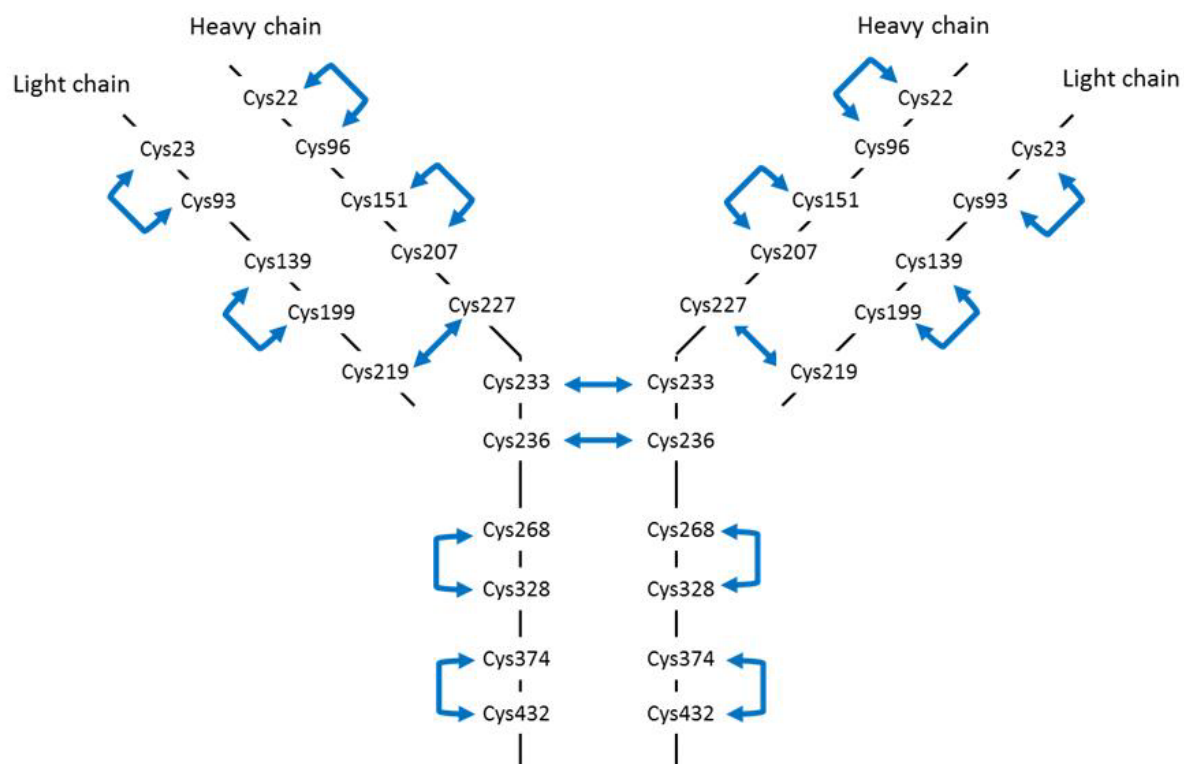 Heavy chain
Heavy chain
Light chain
Light chain
Cys22
Cys22
Cys23
Cys96
Cys96
Cys23
Cys93
Cys151
Cys151
Cys93
Cys139
Cys207
Cys207
Cys139
Cys199
Cys227
Cys227
Cys199
Cys219
Cys233
Cys233
Cys219
Cys236
Cys236
Cys268
Cys268
Cys328
Cys328
Cys374
Cys374
Cys432
Cys432